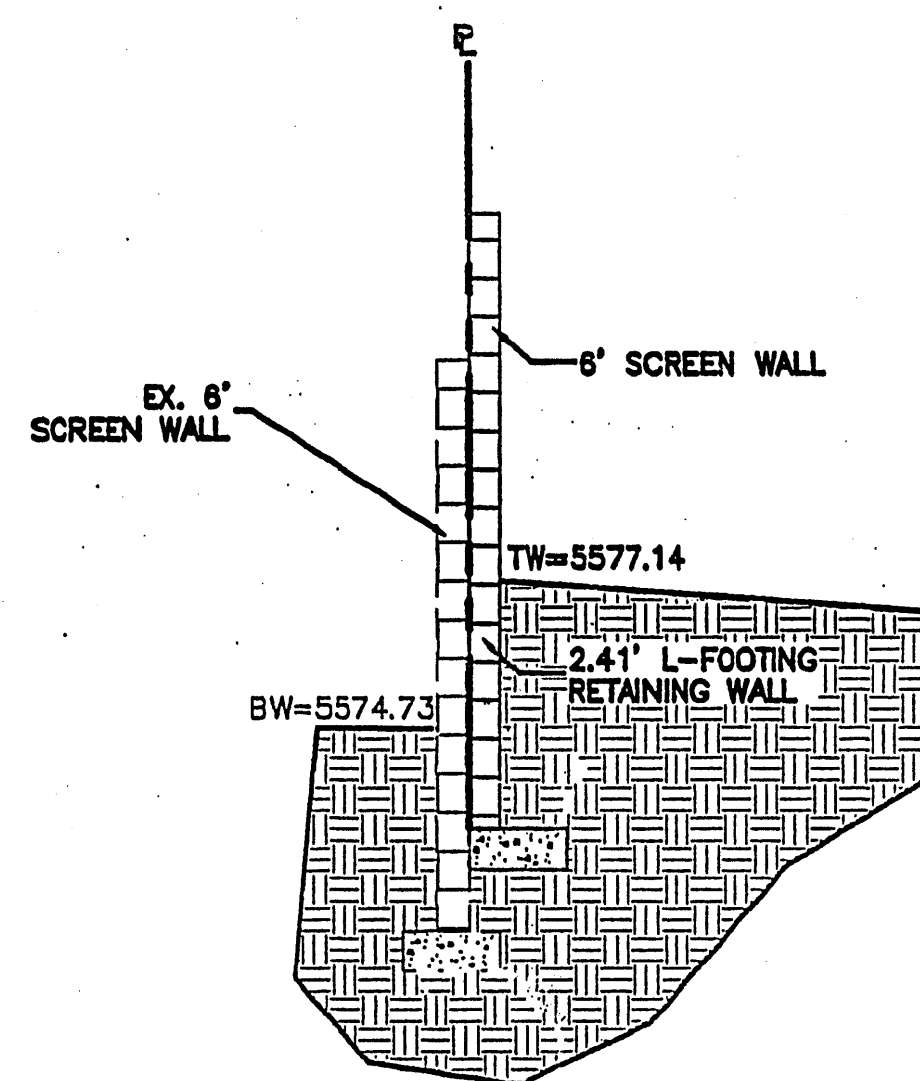 PL
6' SCREEN WALL
EX. 6'
SCREEN WALL
TW=5577.14
2.41' L-FOOTING
RETAINING WALL
BW=5574.73